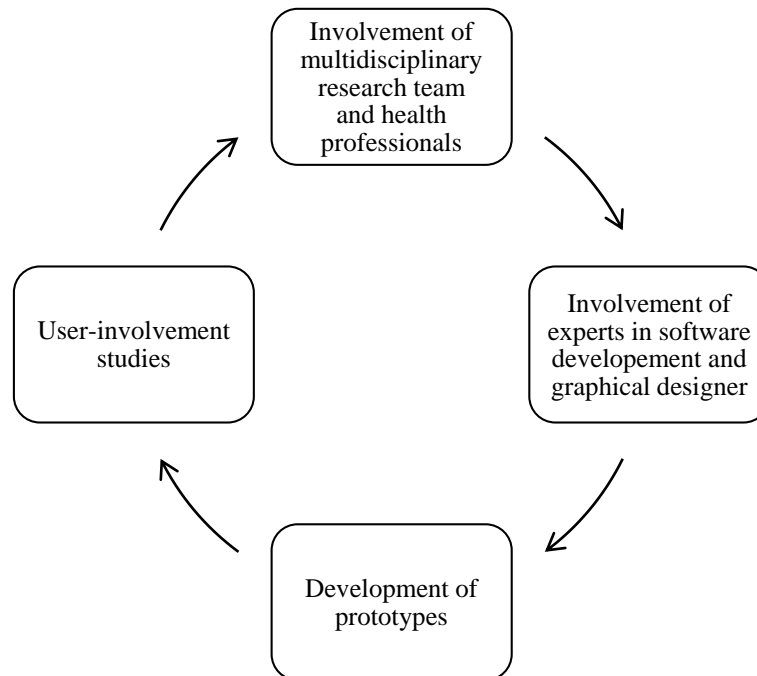 Involvement of
multidisciplinary
research team
and health
professionals
User-involvement
studies
Involvement of
experts in software
developement and
graphical designer
Development of
prototypes